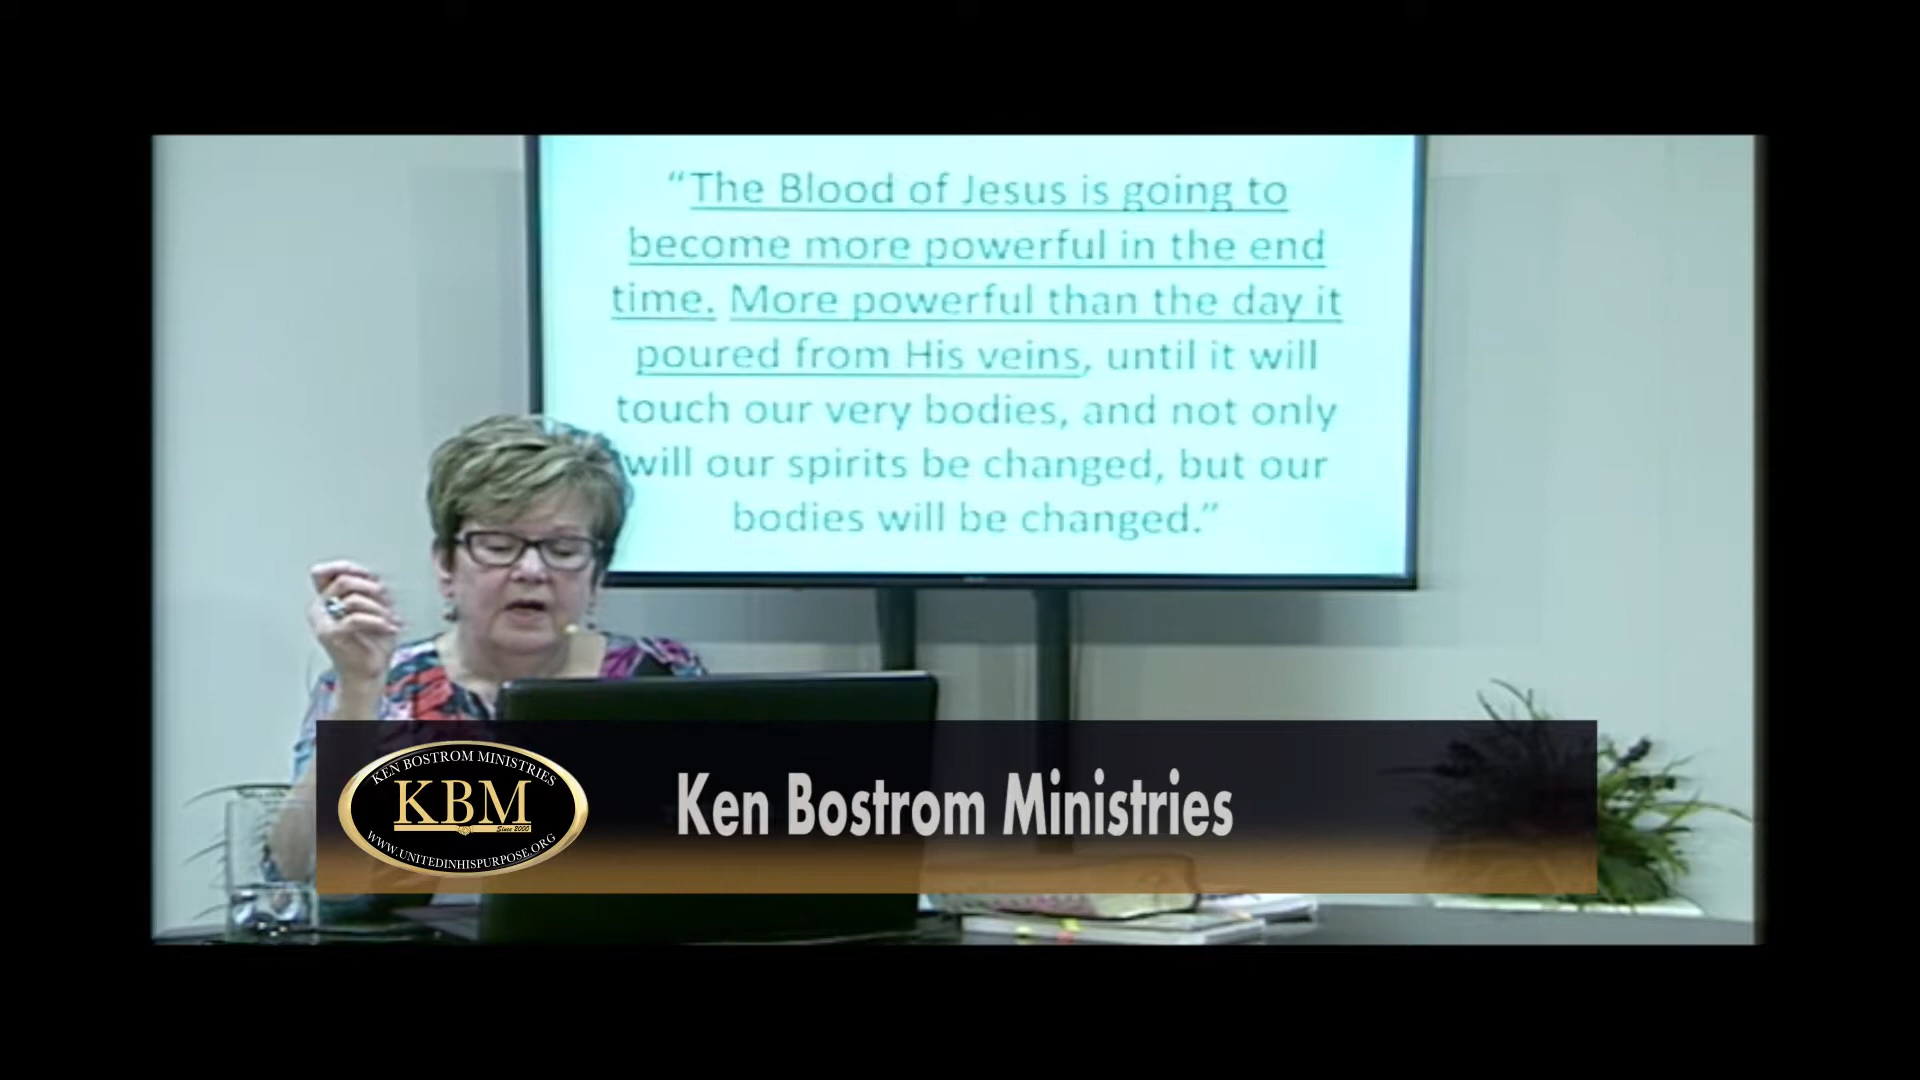 “The Blood of Jesus is going to
become more powerful in the end
time. More powerful than the day it
poured from His veins, until it will
touch our very bodies, and not only
will our spirits be changed, but our
bodies will be changed.”
KEN BOSTROM MINISTRIES
KBM
Since 2000
WWW.UNITEDINHISPURPOSE.ORG
Ken Bostrom Ministries